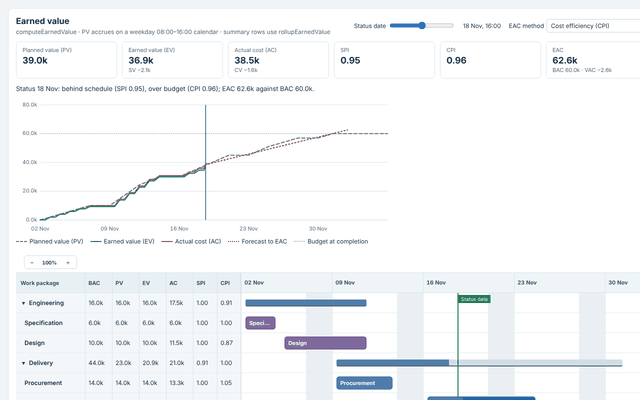 Earned value
computeEarnedValue · PV accrues on a weekday 08:00–16:00 calendar · summary rows use rollupEarnedValue
Status date 18 Nov, 16:00 EAC method Cost efficiency (CPI)
Planned value (PV)
39.0k
Earned value (EV)
36.9k
SV −2.1k
Actual cost (AC)
38.5k
CV −1.6k
SPI
0.95
CPI
0.96
EAC
62.6k
BAC 60.0k · VAC −2.6k
Status 18 Nov: behind schedule (SPI 0.95), over budget (CPI 0.96); EAC 62.6k against BAC 60.0k.
80.0k
60.0k
40.0k
20.0k
0.0k
02 Nov 09 Nov 16 Nov 23 Nov 30 Nov
Planned value (PV) Earned value (EV) Actual cost (AC) Forecast to EAC Budget at completion
− 100% +
Work package BAC PV EV AC SPI CPI 02 Nov 09 Nov 16 Nov 23 Nov 30 Nov
▼ Engineering 16.0k 16.0k 16.0k 17.5k 1.00 0.91 Status date
Specification 6.0k 6.0k 6.0k 6.0k 1.00 1.00 Speci…
Design 10.0k 10.0k 10.0k 11.5k 1.00 0.87 Design
▼ Delivery 44.0k 23.0k 20.9k 21.0k 0.91 1.00
Procurement 14.0k 14.0k 14.0k 13.3k 1.00 1.05 Procurement